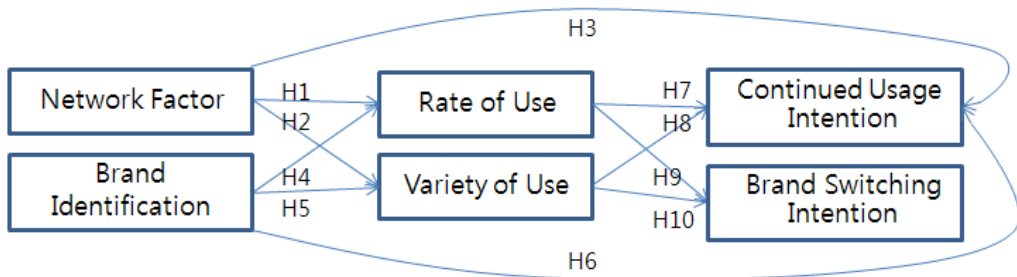 H3
Network Factor
H1
H2
Rate of Use
H7
H8
Continued Usage
Intention
Brand
Identification
H4
H5
Variety of Use
H9
H10
Brand Switching
Intention
H6